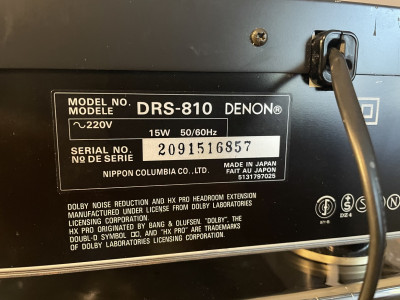 MODEL NO. DRS-810 DENON®
MODELE
~220V
15W 50/60Hz
SERIAL NO. 2091516857
NO DE SERIE
MADE IN JAPAN
FAIT AU JAPON
NIPPON COLUMBIA CO., LTD. 5131797025
DOLBY NOISE REDUCTION AND HX PRO HEADROOM EXTENSION
MANUFACTURED UNDER LICENSE FROM DOLBY LABORATORIES
LICENSING CORPORATION.
HX PRO ORIGINATED BY BANG & OLUFSEN. "DOLBY", THE
DOUBLE-D SYMBOL, AND "HX PRO" ARE TRADEMARKS
OF DOLBY LABORATORIES LICENSING CORPORATION.